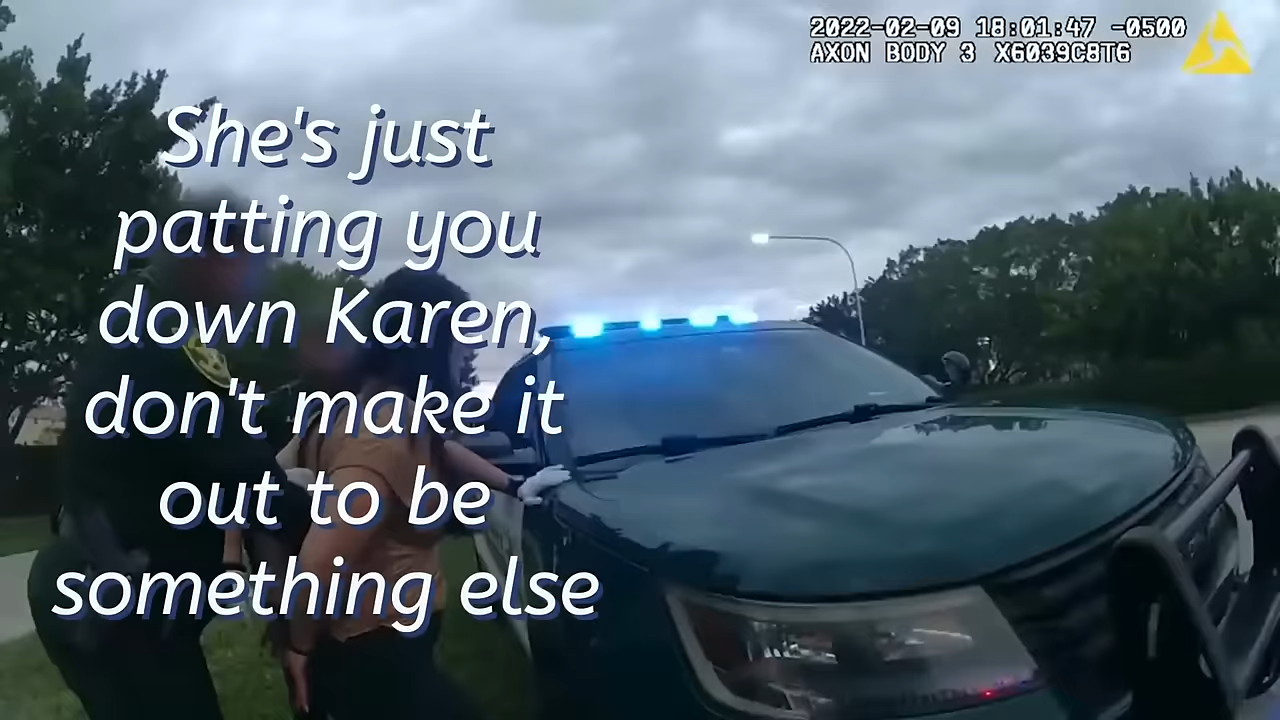 2022-02-09 18:01:47 -0500
AXON BODY 3 X6039C8T6
She's just
patting you
down Karen,
don't make it
out to be
something else